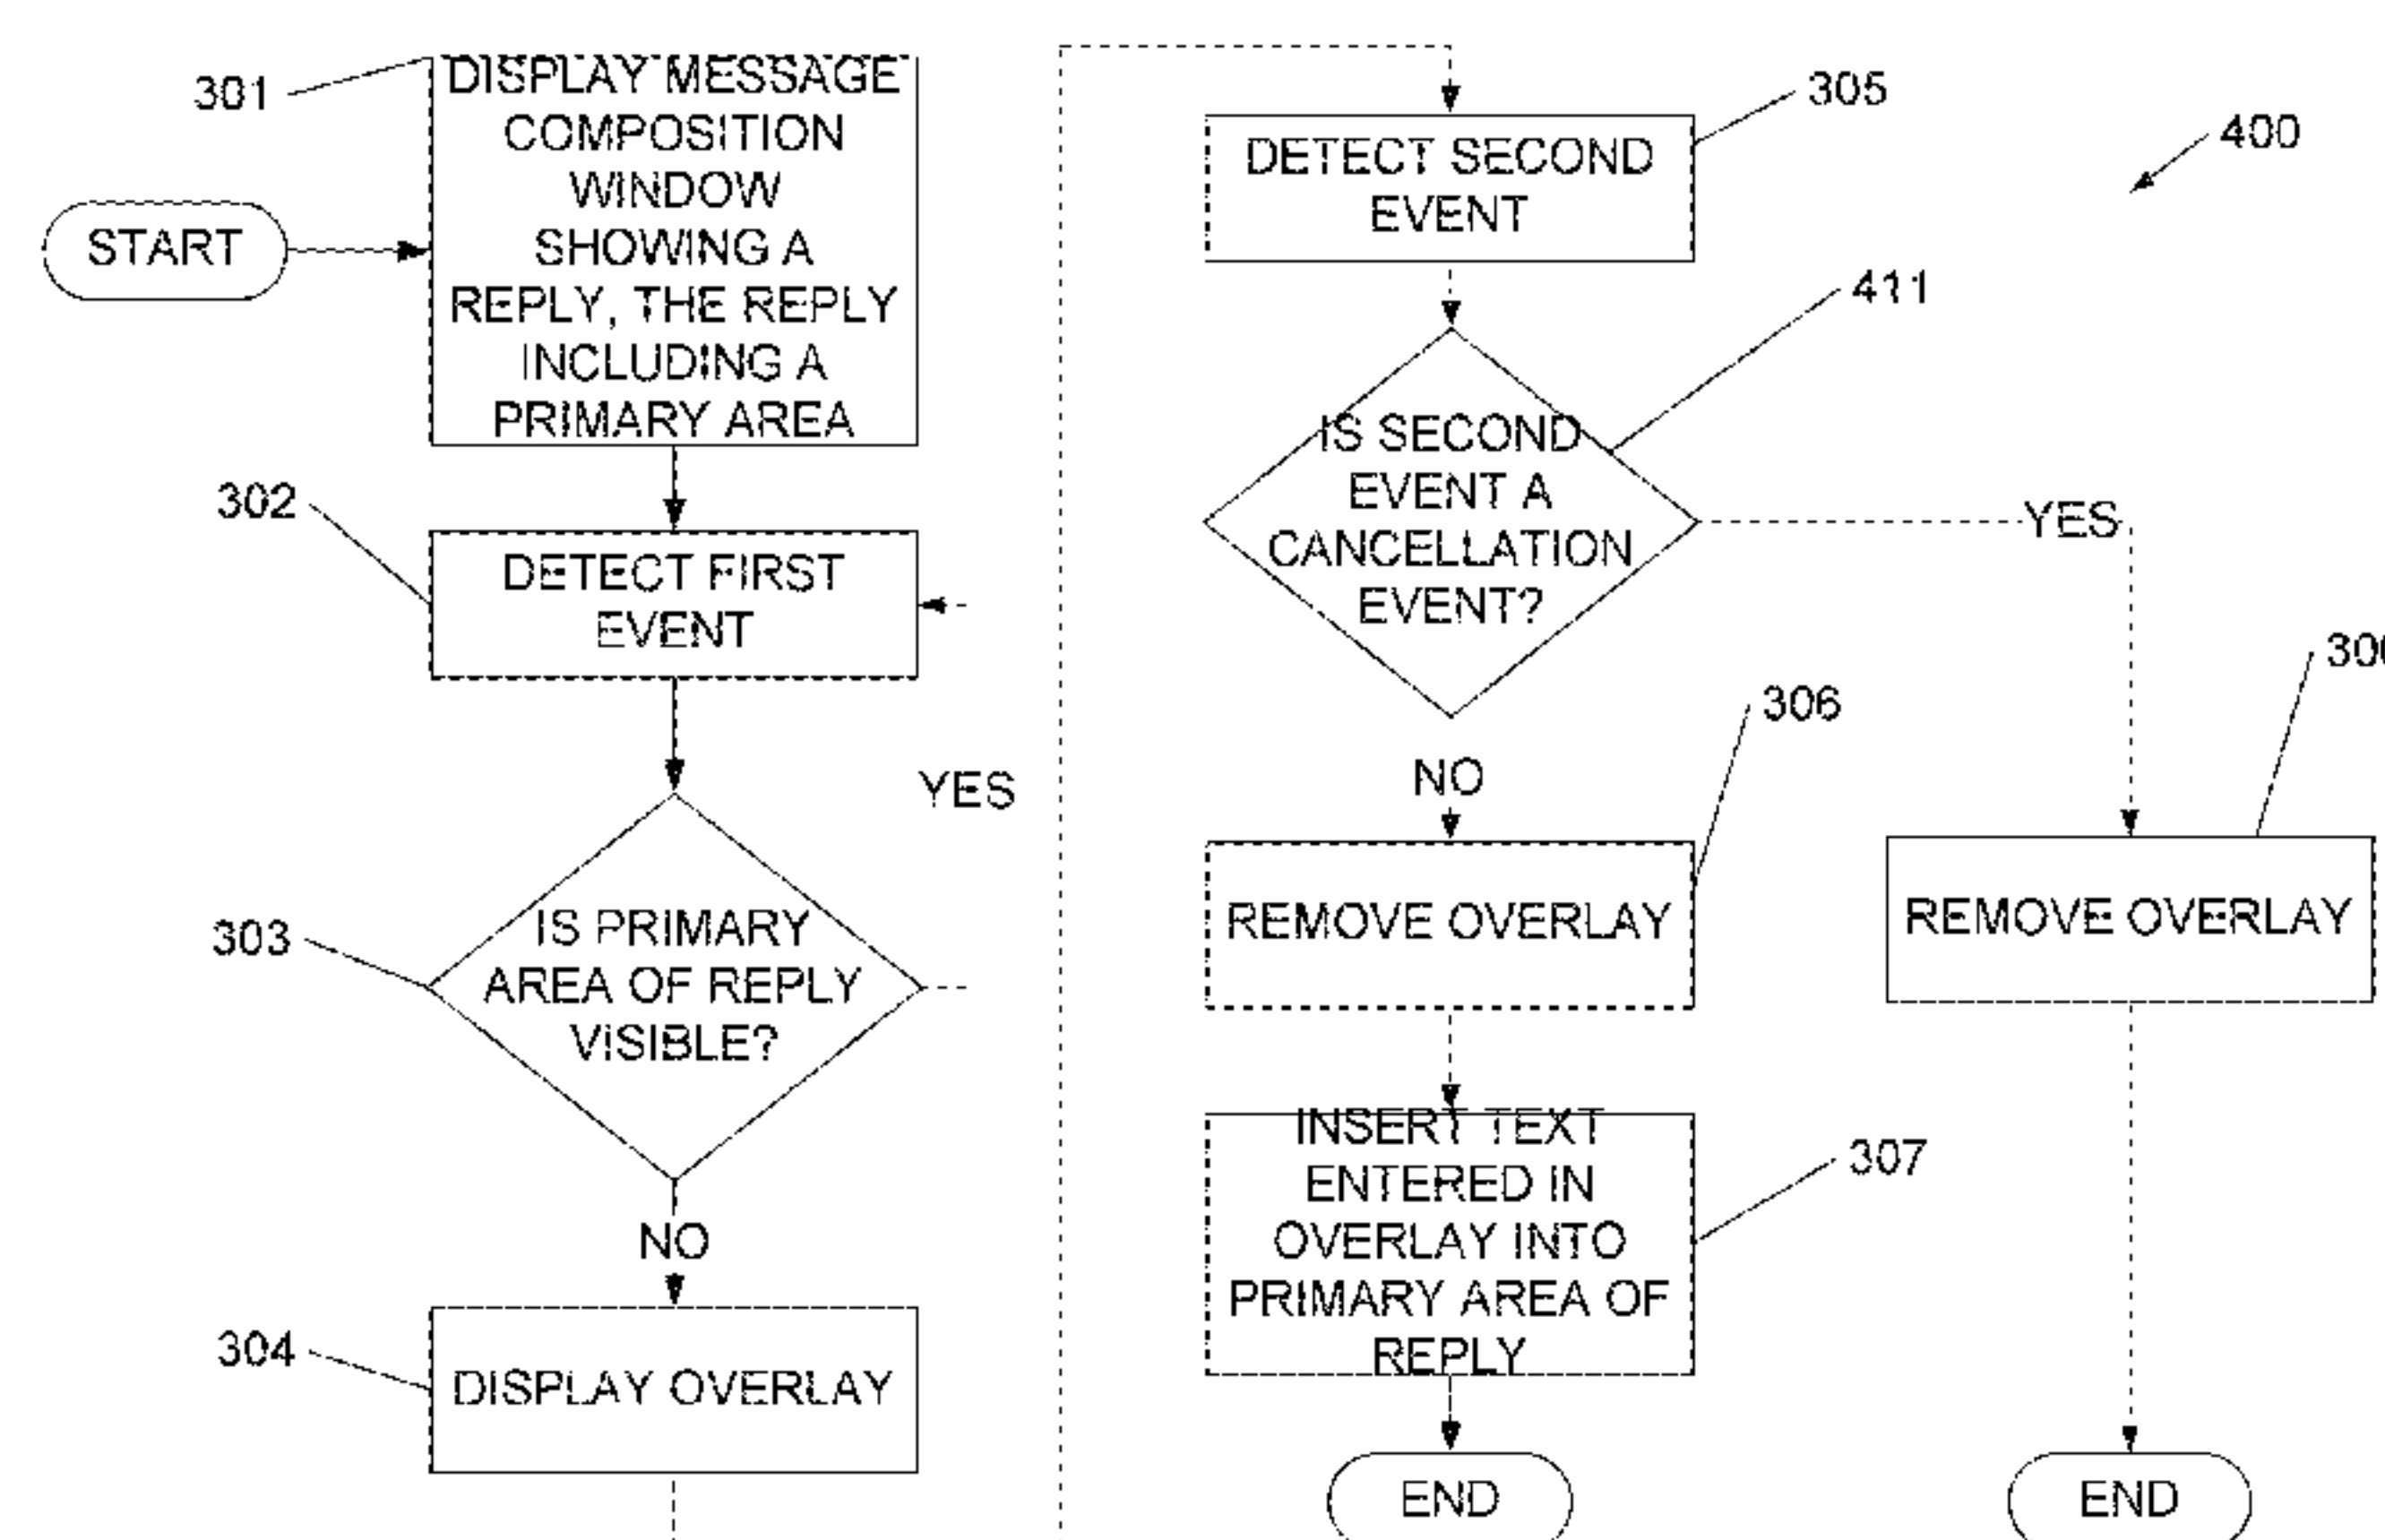 301
DISPLAY MESSAGE
COMPOSITION
WINDOW
SHOWING A
REPLY, THE REPLY
INCLUDING A
PRIMARY AREA
START
302
DETECT FIRST
EVENT
YES
303
IS PRIMARY
AREA OF REPLY
VISIBLE?
NO
304
DISPLAY OVERLAY
305
DETECT SECOND
EVENT
400
411
IS SECOND
EVENT A
CANCELLATION
EVENT?
YES
NO
306
REMOVE OVERLAY
REMOVE OVERLAY
307
INSERT TEXT
ENTERED IN
OVERLAY INTO
PRIMARY AREA OF
REPLY
END
END